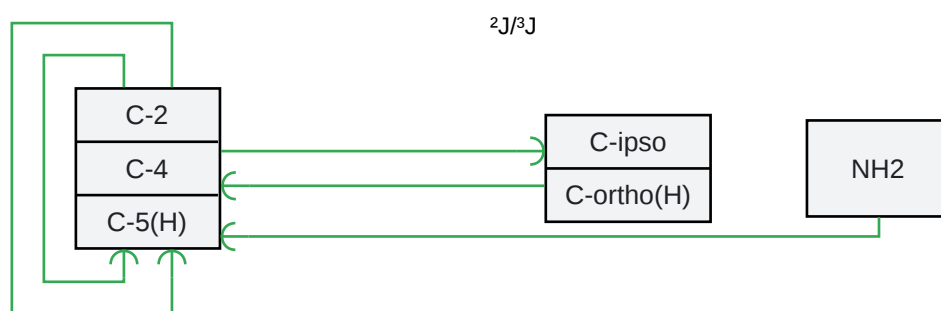 ²J/³J
C-2
C-4
C-5(H)
C-ipso
C-ortho(H)
NH2